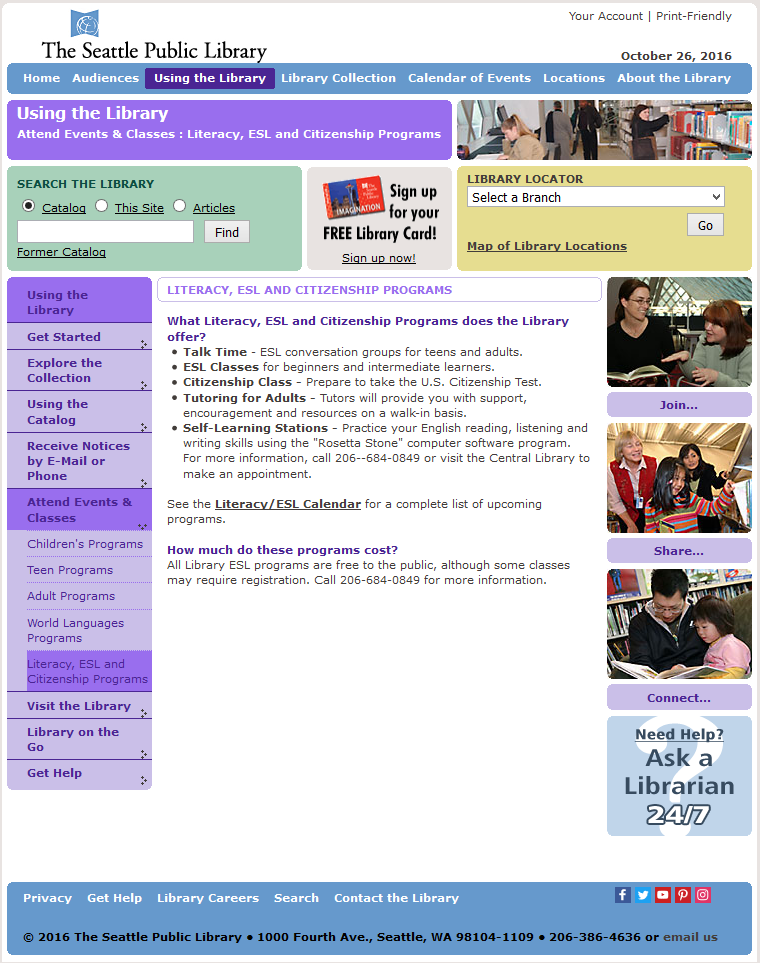 Your Account | Print-Friendly
The Seattle Public Library
October 26, 2016
Home Audiences Using the Library Library Collection Calendar of Events Locations About the Library
Using the Library
Attend Events & Classes : Literacy, ESL and Citizenship Programs
SEARCH THE LIBRARY
Catalog This Site Articles
Find
Former Catalog
The Seattle Public Library
IMAGINATION
Sign up
for your
FREE Library Card!
Sign up now!
LIBRARY LOCATOR
Select a Branch
Go
Map of Library Locations
Using the
Library
Get Started
Explore the
Collection
Using the
Catalog
Receive Notices
by E-Mail or
Phone
Attend Events &
Classes
Children's Programs
Teen Programs
Adult Programs
World Languages
Programs
Literacy, ESL and
Citizenship Programs
Visit the Library
Library on the
Go
Get Help
LITERACY, ESL AND CITIZENSHIP PROGRAMS
What Literacy, ESL and Citizenship Programs does the Library
offer?
• Talk Time - ESL conversation groups for teens and adults.
• ESL Classes for beginners and intermediate learners.
• Citizenship Class – Prepare to take the U.S. Citizenship Test.
• Tutoring for Adults - Tutors will provide you with support,
encouragement and resources on a walk-in basis.
• Self-Learning Stations - Practice your English reading, listening and
writing skills using the "Rosetta Stone" computer software program.
For more information, call 206--684-0849 or visit the Central Library to
make an appointment.
See the Literacy/ESL Calendar for a complete list of upcoming
programs.
How much do these programs cost?
All Library ESL programs are free to the public, although some classes
may require registration. Call 206-684-0849 for more information.
Join...
Share...
Connect...
Need Help?
Ask a
Librarian
24/7
Privacy Get Help Library Careers Search Contact the Library
© 2016 The Seattle Public Library • 1000 Fourth Ave., Seattle, WA 98104-1109 • 206-386-4636 or email us